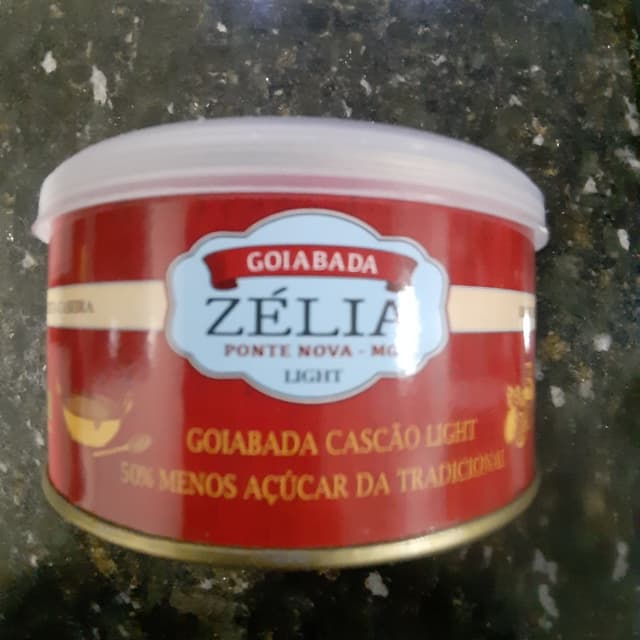 GOIABADA
ZÉLIA
PONTE NOVA - MG
LIGHT
GOIABADA CASCÃO LIGHT
50% MENOS AÇÚCAR DA TRADICIONAL